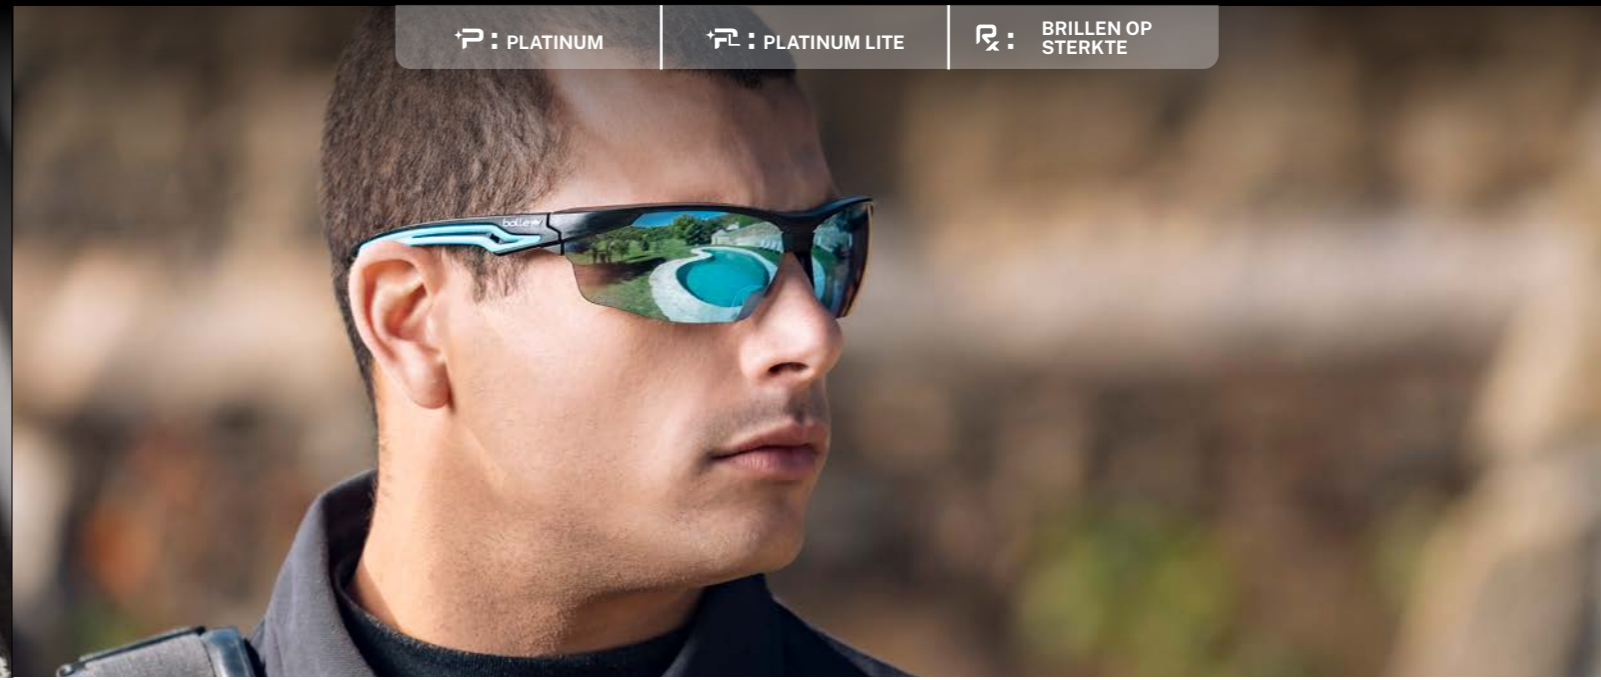 P : PLATINUM
PL : PLATINUM LITE
Rx : BRILLEN OP
STERKTE
bollé